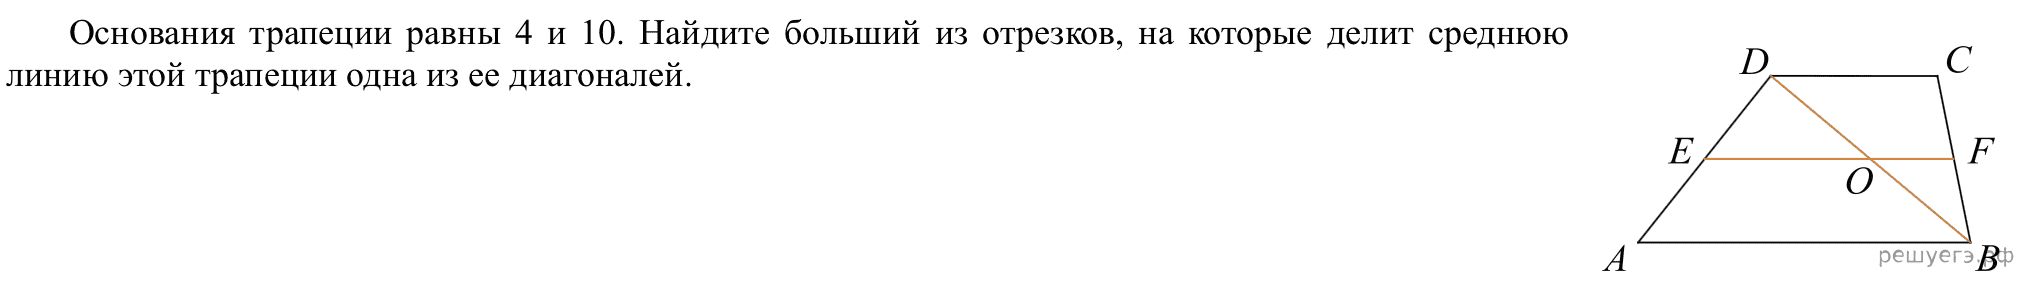 Основания трапеции равны 4 и 10. Найдите больший из отрезков, на которые делит среднюю
линию этой трапеции одна из ее диагоналей.
D C
E F
O
A B
решуегэ.рф